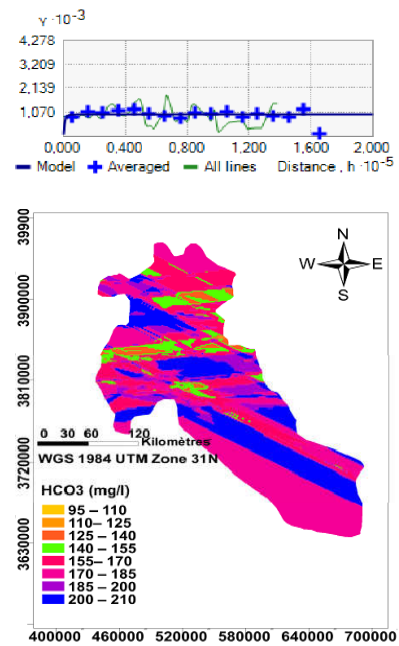 γ · 10⁻³
4,278
3,209
2,139
1,070
0,000 0,400 0,800 1,200 1,600 2,000
Model Averaged All lines Distance , h · 10⁻⁵
39900
3900000
3810000
3720000
3630000
N
W E
S
0 30 60 120
Kilomètres
WGS 1984 UTM Zone 31N
HCO3 (mg/l)
95 – 110
110– 125
125 – 140
140 – 155
155– 170
170 – 185
185 – 200
200 – 210
400000 460000 520000 580000 640000 700000